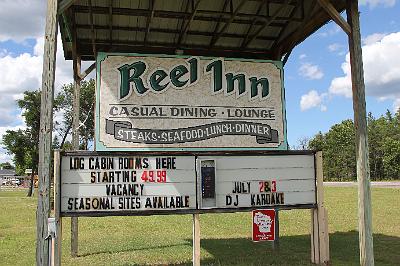 Reel Inn
CASUAL DINING · LOUNGE
STEAKS · SEAFOOD · LUNCH · DINNER
LOG CABIN ROOMS HERE
STARTING 49.99
VACANCY
SEASONAL SITES AVAILABLE
JULY 2&3
DJ KARAOKE